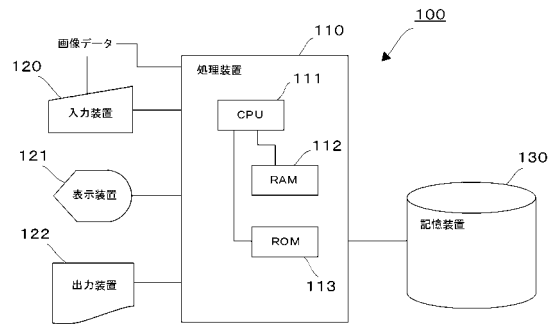 100
110
画像データ
120
処理装置
111
入力装置
CPU
112
121
RAM
130
表示装置
記憶装置
122
ROM
113
出力装置